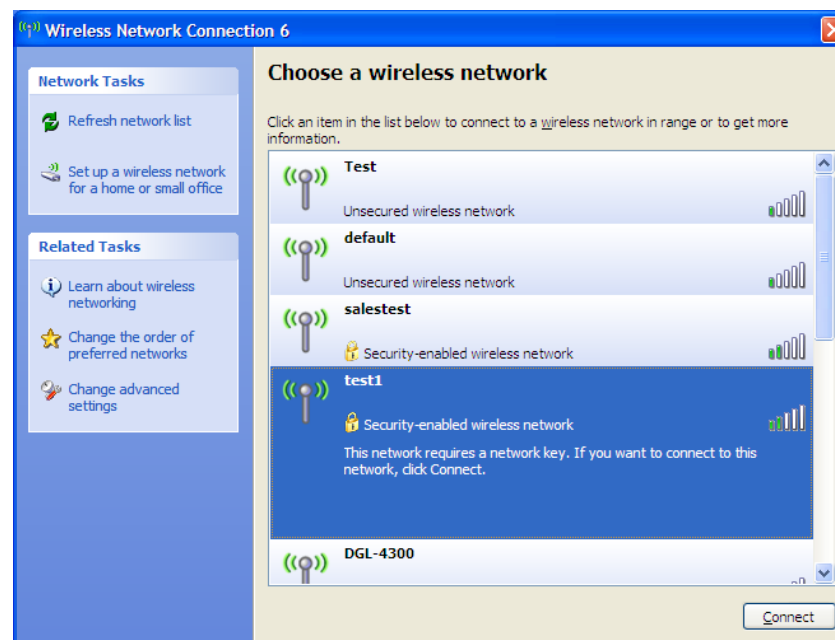 Wireless Network Connection 6
Network Tasks
Refresh network list
Set up a wireless network
for a home or small office
Related Tasks
Learn about wireless
networking
Change the order of
preferred networks
Change advanced
settings
Choose a wireless network
Click an item in the list below to connect to a wireless network in range or to get more
information.
Test
Unsecured wireless network
default
Unsecured wireless network
salestest
Security-enabled wireless network
test1
Security-enabled wireless network
This network requires a network key. If you want to connect to this
network, click Connect.
DGL-4300
Connect